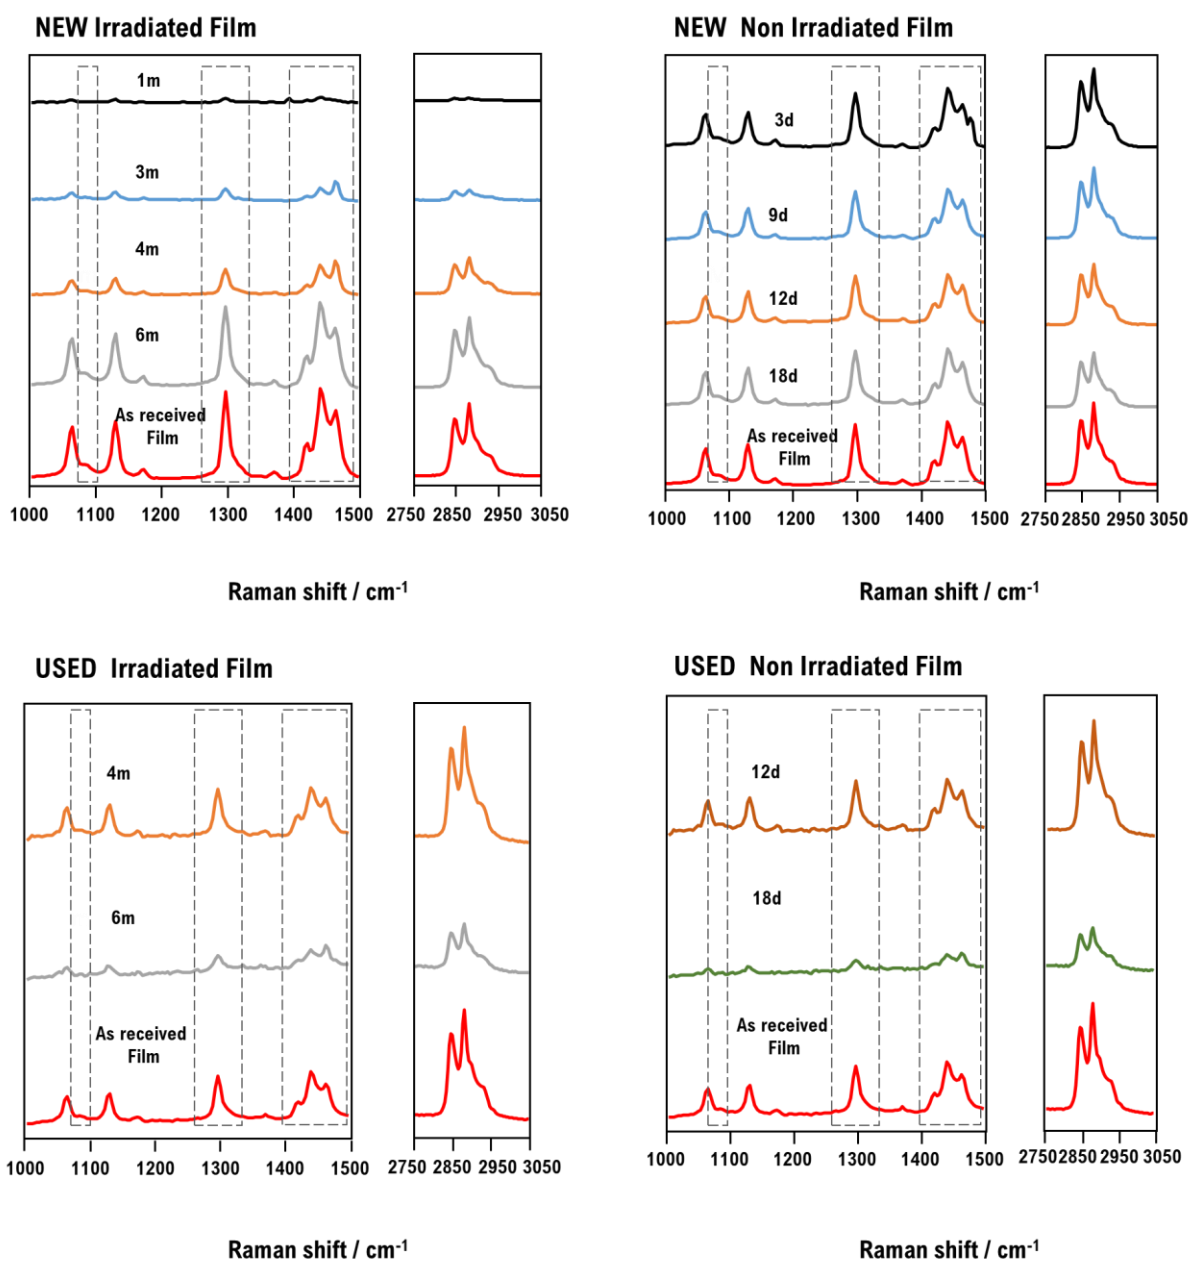 NEW Irradiated Film
1m
3m
4m
6m
As received
Film
1000 1100 1200 1300 1400 1500
2750 2850 2950 3050
Raman shift / cm-1
NEW Non Irradiated Film
3d
9d
12d
18d
As received
Film
1000 1100 1200 1300 1400 1500
2750 2850 2950 3050
Raman shift / cm-1
USED Irradiated Film
4m
6m
As received
Film
1000 1100 1200 1300 1400 1500
2750 2850 2950 3050
Raman shift / cm-1
USED Non Irradiated Film
12d
18d
As received
Film
1000 1100 1200 1300 1400 1500
2750 2850 2950 3050
Raman shift / cm-1